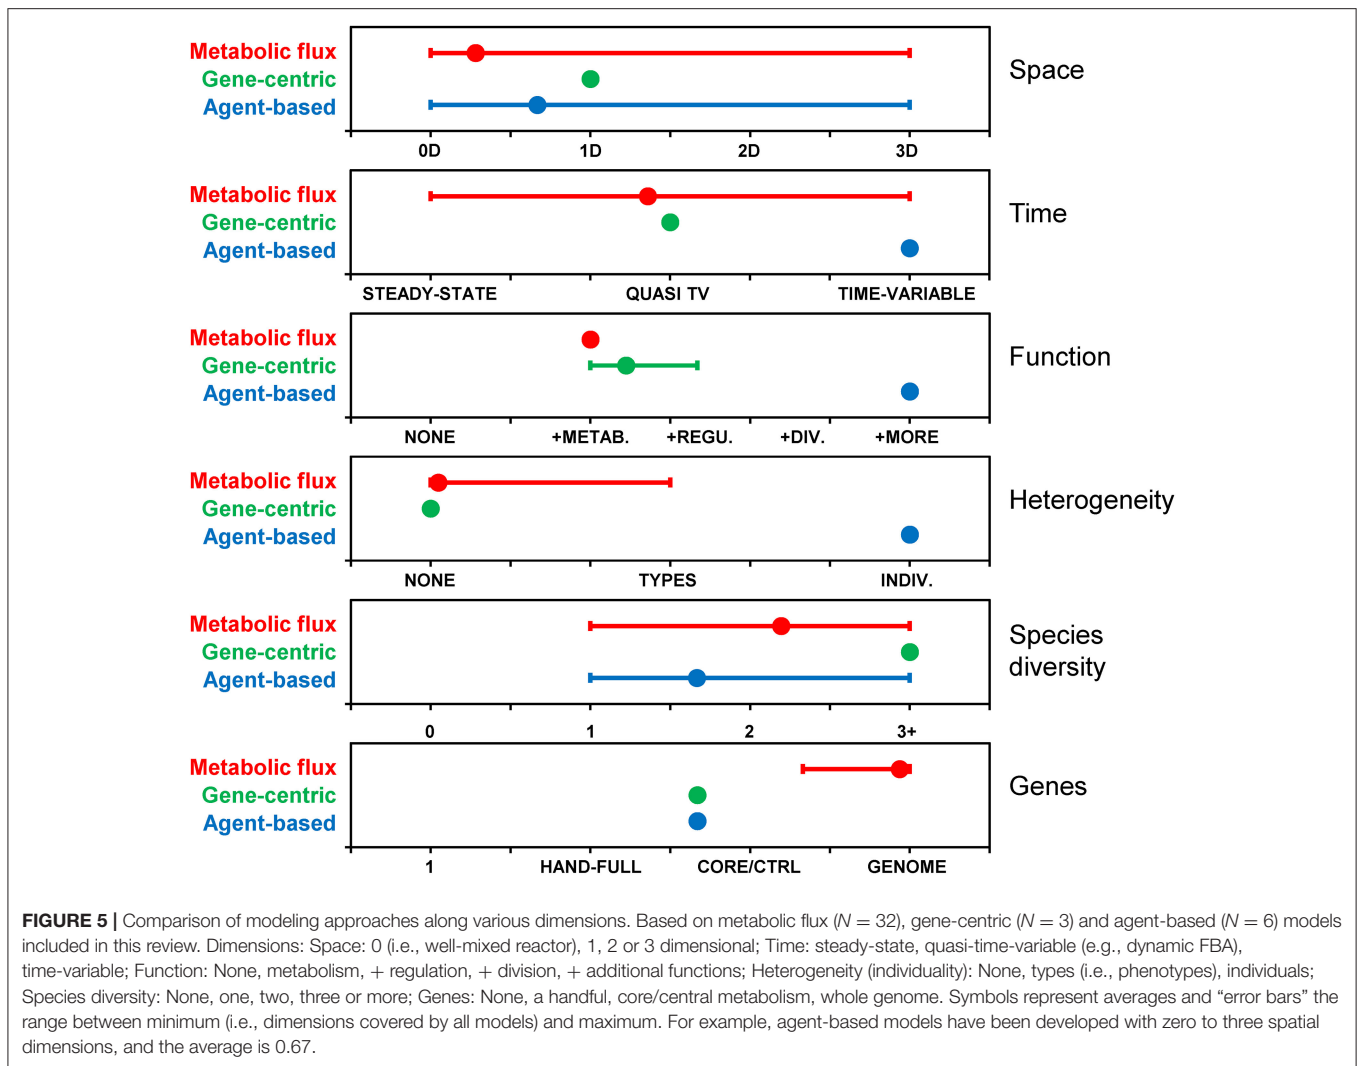 Metabolic flux
Gene-centric
Agent-based
Space
0D 1D 2D 3D
Metabolic flux
Gene-centric
Agent-based
Time
STEADY-STATE QUASI TV TIME-VARIABLE
Metabolic flux
Gene-centric
Agent-based
Function
NONE +METAB. +REGU. +DIV. +MORE
Metabolic flux
Gene-centric
Agent-based
Heterogeneity
NONE TYPES INDIV.
Metabolic flux
Gene-centric
Agent-based
Species
diversity
0 1 2 3+
Metabolic flux
Gene-centric
Agent-based
Genes
1 HAND-FULL CORE/CTRL GENOME
FIGURE 5 | Comparison of modeling approaches along various dimensions. Based on metabolic flux (N = 32), gene-centric (N = 3) and agent-based (N = 6) models
included in this review. Dimensions: Space: 0 (i.e., well-mixed reactor), 1, 2 or 3 dimensional; Time: steady-state, quasi-time-variable (e.g., dynamic FBA),
time-variable; Function: None, metabolism, + regulation, + division, + additional functions; Heterogeneity (individuality): None, types (i.e., phenotypes), individuals;
Species diversity: None, one, two, three or more; Genes: None, a handful, core/central metabolism, whole genome. Symbols represent averages and “error bars” the
range between minimum (i.e., dimensions covered by all models) and maximum. For example, agent-based models have been developed with zero to three spatial
dimensions, and the average is 0.67.